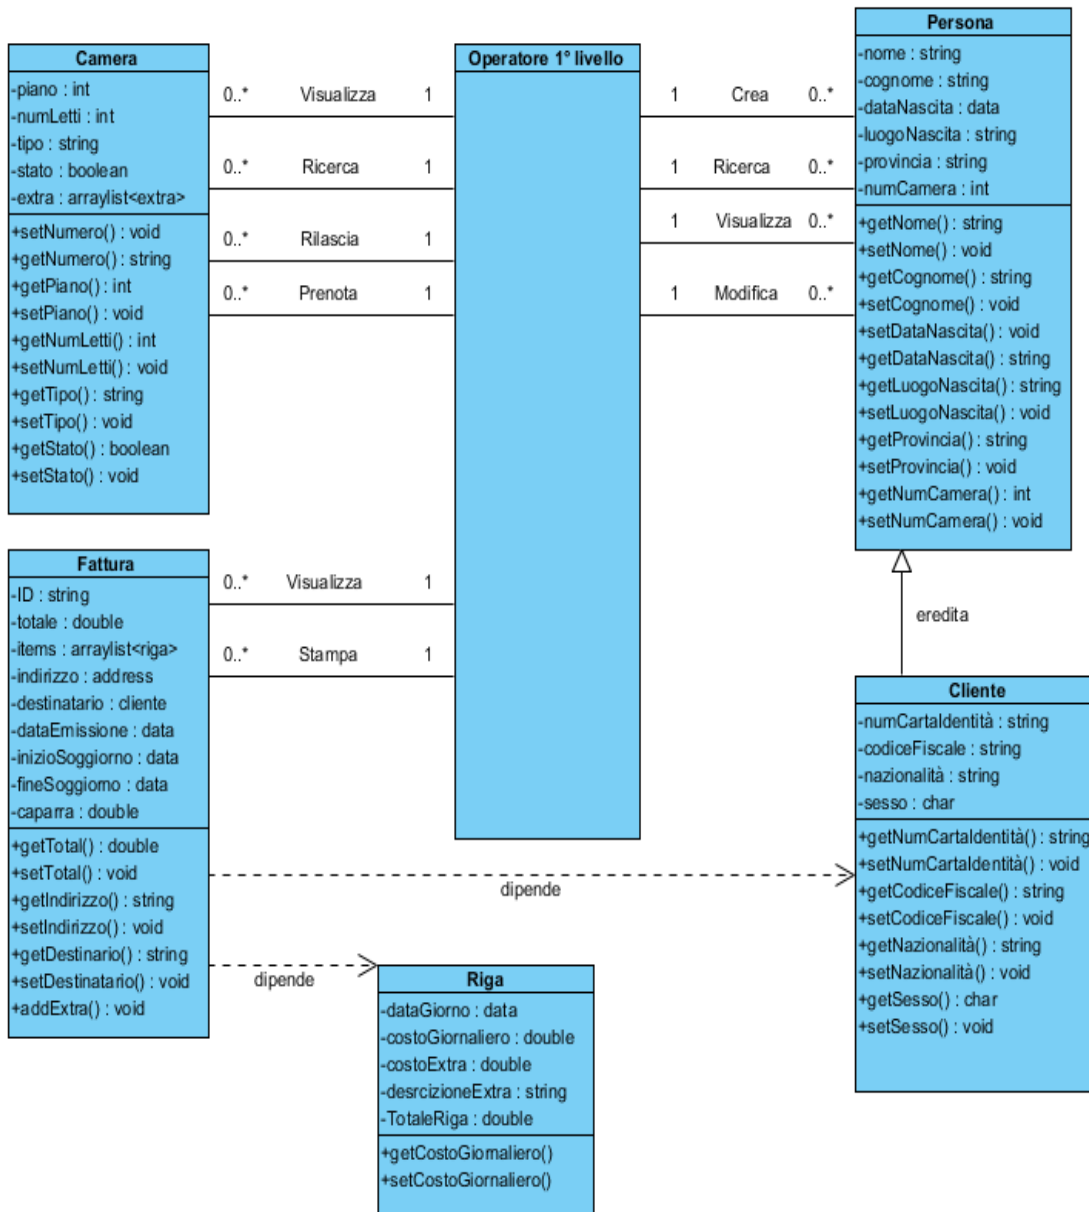 Camera
-piano : int
-numLetti : int
-tipo : string
-stato : boolean
-extra : arraylist<extra>
+setNumero() : void
+getNumero() : string
+getPiano() : int
+setPiano() : void
+getNumLetti() : int
+setNumLetti() : void
+getTipo() : string
+setTipo() : void
+getStato() : boolean
+setStato() : void
0..* Visualizza 1
0..* Ricerca 1
0..* Rilascia 1
0..* Prenota 1
Operatore 1° livello
1 Crea 0..*
1 Ricerca 0..*
1 Visualizza 0..*
1 Modifica 0..*
Persona
-nome : string
-cognome : string
-dataNascita : data
-luogoNascita : string
-provincia : string
-numCamera : int
+getNome() : string
+setNome() : void
+getCognome() : string
+setCognome() : void
+setDataNascita() : void
+getDataNascita() : string
+getLuogoNascita() : string
+setLuogoNascita() : void
+getProvincia() : string
+setProvincia() : void
+getNumCamera() : int
+setNumCamera() : void
eredita
Fattura
-ID : string
-totale : double
-items : arraylist<riga>
-indirizzo : address
-destinatario : cliente
-dataEmissione : data
-inizioSoggiorno : data
-fineSoggiorno : data
-caparra : double
+getTotal() : double
+setTotal() : void
+getIndirizzo() : string
+setIndirizzo() : void
+getDestinario() : string
+setDestinatario() : void
+addExtra() : void
0..* Visualizza 1
0..* Stampa 1
dipende
dipende
Cliente
-numCartaIdentità : string
-codiceFiscale : string
-nazionalità : string
-sesso : char
+getNumCartaIdentità() : string
+setNumCartaIdentità() : void
+getCodiceFiscale() : string
+setCodiceFiscale() : void
+getNazionalità() : string
+setNazionalità() : void
+getSesso() : char
+setSesso() : void
Riga
-dataGiorno : data
-costoGiornaliero : double
-costoExtra : double
-desrcizioneExtra : string
-TotaleRiga : double
+getCostoGiornaliero()
+setCostoGiornaliero()